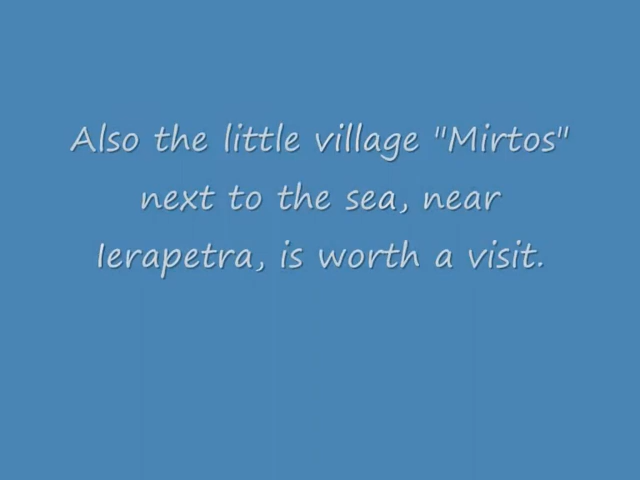 Also the little village "Mirtos"
next to the sea, near
Ierapetra, is worth a visit.